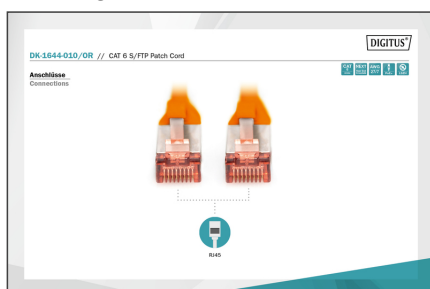 DIGITUS®
DK-1644-010/OR // CAT 6 S/FTP Patch Cord
Anschlüsse
Connections
RJ45